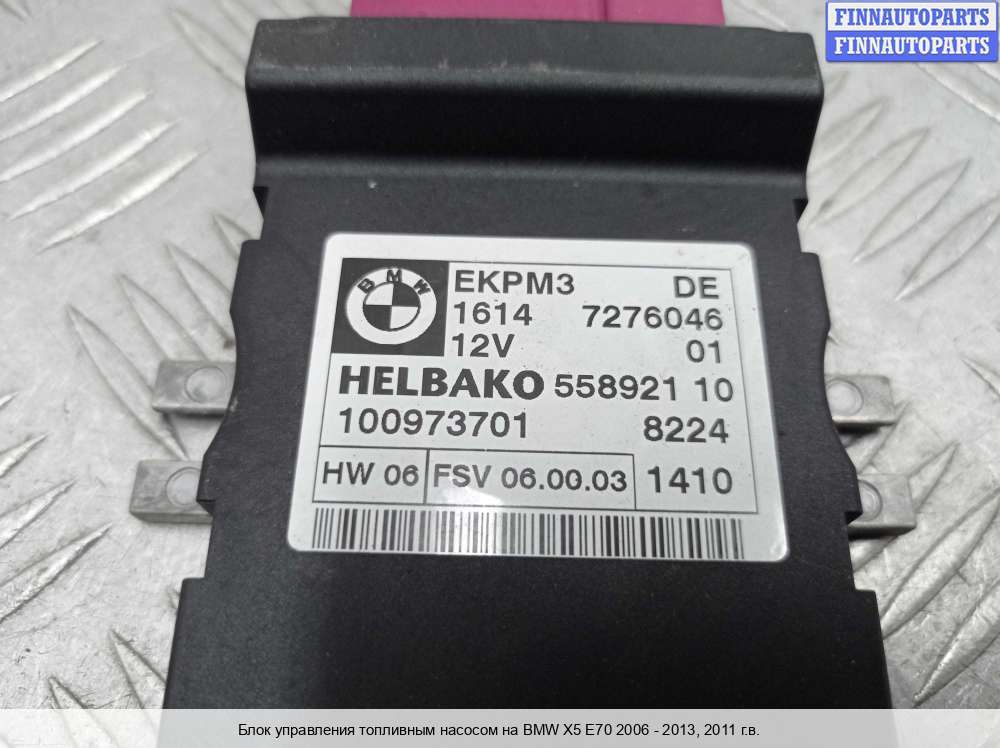 FINNAUTOPARTS
FINNAUTOPARTS
BMW
EKPM3 DE
1614 7276046
12V 01
HELBAKO 558921 10
100973701 8224
HW 06 FSV 06.00.03 1410
Блок управления топливным насосом на BMW X5 E70 2006 - 2013, 2011 г.в.